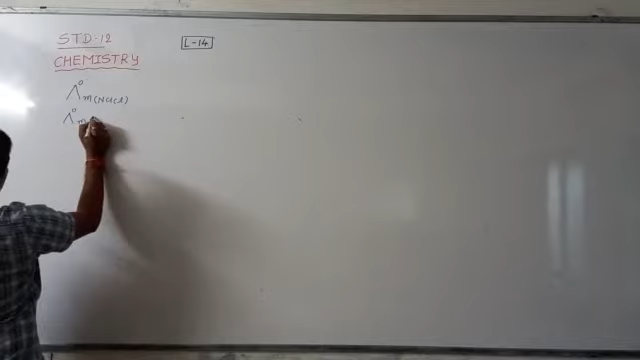 STD-12
L-14
CHEMISTRY
Λ°m(NaCl)
Λ°m